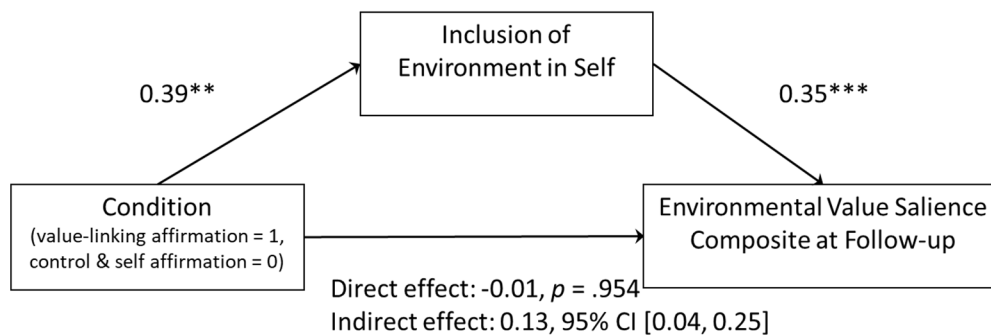 Inclusion of
Environment in Self
0.39**
0.35***
Condition
(value-linking affirmation = 1,
control & self affirmation = 0)
Environmental Value Salience
Composite at Follow-up
Direct effect: -0.01, p = .954
Indirect effect: 0.13, 95% CI [0.04, 0.25]